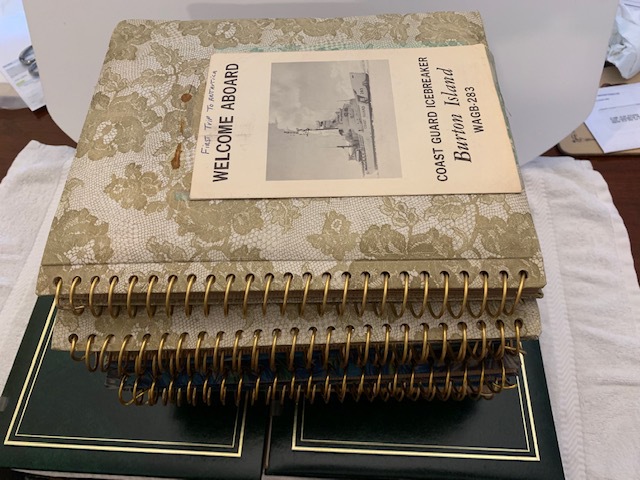 First Trip To Antarctica
WELCOME ABOARD
COAST GUARD ICEBREAKER
Burton Island
WAGB-283